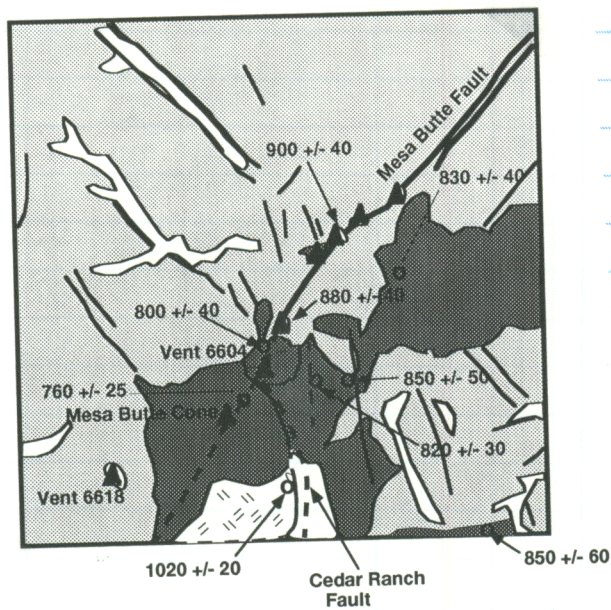 Mesa Butte Fault
900 +/- 40
830 +/- 40
800 +/- 40
880 +/- 40
Vent 6604
760 +/- 25
850 +/- 50
Mesa Butte Cone
820 +/- 30
Vent 6618
850 +/- 60
1020 +/- 20
Cedar Ranch
Fault